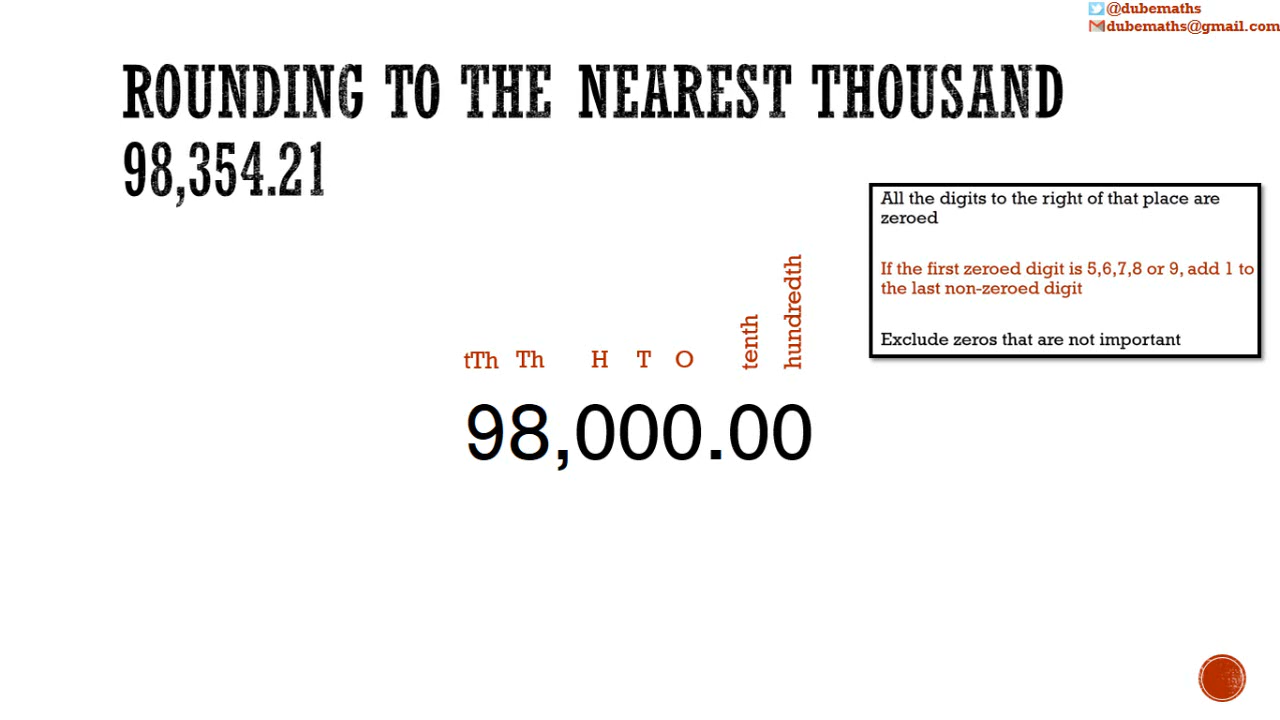 @dubemaths
dubemaths@gmail.com
ROUNDING TO THE NEAREST THOUSAND
98,354.21
All the digits to the right of that place are
zeroed
If the first zeroed digit is 5,6,7,8 or 9, add 1 to
the last non-zeroed digit
Exclude zeros that are not important
tTh Th H T O tenth hundredth
98,000.00